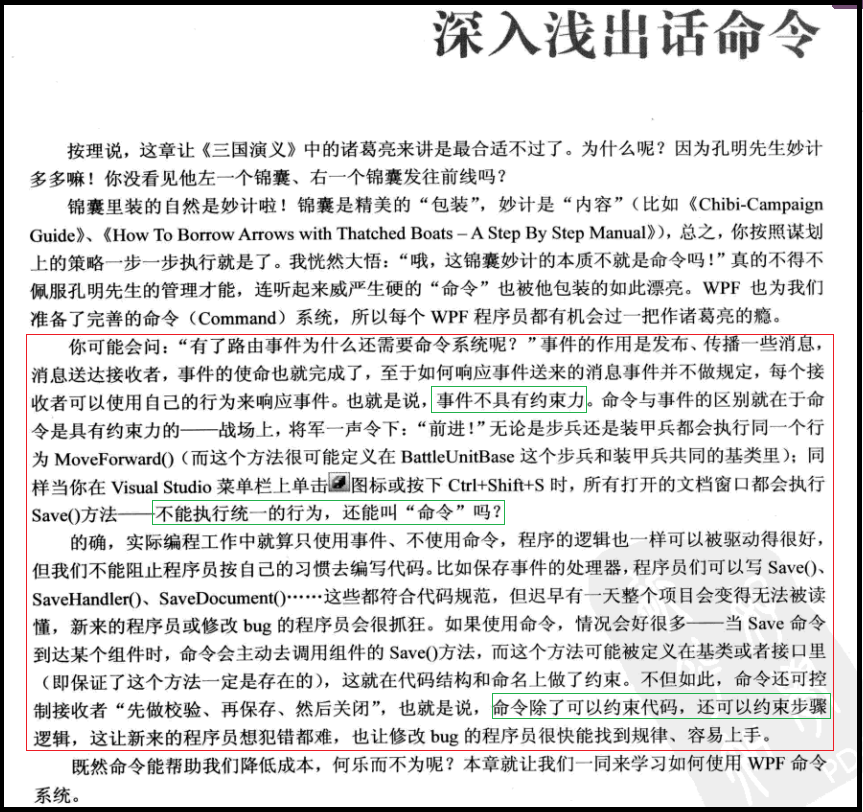 深入浅出话命令
按理说，这章让《三国演义》中的诸葛亮来讲是最合适不过了。为什么呢？因为孔明先生妙计
多多嘛！你没看见他左一个锦囊、右一个锦囊发往前线吗？
锦囊里装的自然是妙计啦！锦囊是精美的“包装”，妙计是“内容”（比如《Chibi-Campaign
Guide》、《How To Borrow Arrows with Thatched Boats – A Step By Step Manual》），总之，你按照谋划
上的策略一步一步执行就是了。我恍然大悟：“哦，这锦囊妙计的本质不就是命令吗！”真的不得不
佩服孔明先生的管理才能，连听起来威严生硬的“命令”也被他包装的如此漂亮。WPF 也为我们
准备了完善的命令（Command）系统，所以每个 WPF 程序员都有机会过一把作诸葛亮的瘾。
你可能会问：“有了路由事件为什么还需要命令系统呢？”事件的作用是发布、传播一些消息，
消息送达接收者，事件的使命也就完成了，至于如何响应事件送来的消息事件并不做规定，每个接
收者可以使用自己的行为来响应事件。也就是说，事件不具有约束力。命令与事件的区别就在于命
令是具有约束力的——战场上，将军一声令下：“前进！”无论是步兵还是装甲兵都会执行同一个行
为 MoveForward()（而这个方法很可能定义在 BattleUnitBase 这个步兵和装甲兵共同的基类里）；同
样当你在 Visual Studio 菜单栏上单击图标或按下 Ctrl+Shift+S 时，所有打开的文档窗口都会执行
Save()方法——不能执行统一的行为，还能叫“命令”吗？
的确，实际编程工作中就算只使用事件、不使用命令，程序的逻辑也一样可以被驱动得很好，
但我们不能阻止程序员按自己的习惯去编写代码。比如保存事件的处理器，程序员们可以写 Save()、
SaveHandler()、SaveDocument()……这些都符合代码规范，但迟早有一天整个项目会变得无法被读
懂，新来的程序员或修改 bug 的程序员会很抓狂。如果使用命令，情况会好很多——当 Save 命令
到达某个组件时，命令会主动去调用组件的 Save()方法，而这个方法可能被定义在基类或者接口里
（即保证了这个方法一定是存在的），这就在代码结构和命名上做了约束。不但如此，命令还可控
制接收者“先做校验、再保存、然后关闭”，也就是说，命令除了可以约束代码，还可以约束步骤
逻辑，这让新来的程序员想犯错都难，也让修改 bug 的程序员很快能找到规律、容易上手。
既然命令能帮助我们降低成本，何乐而不为呢？本章就让我们一同来学习如何使用 WPF 命令
系统。